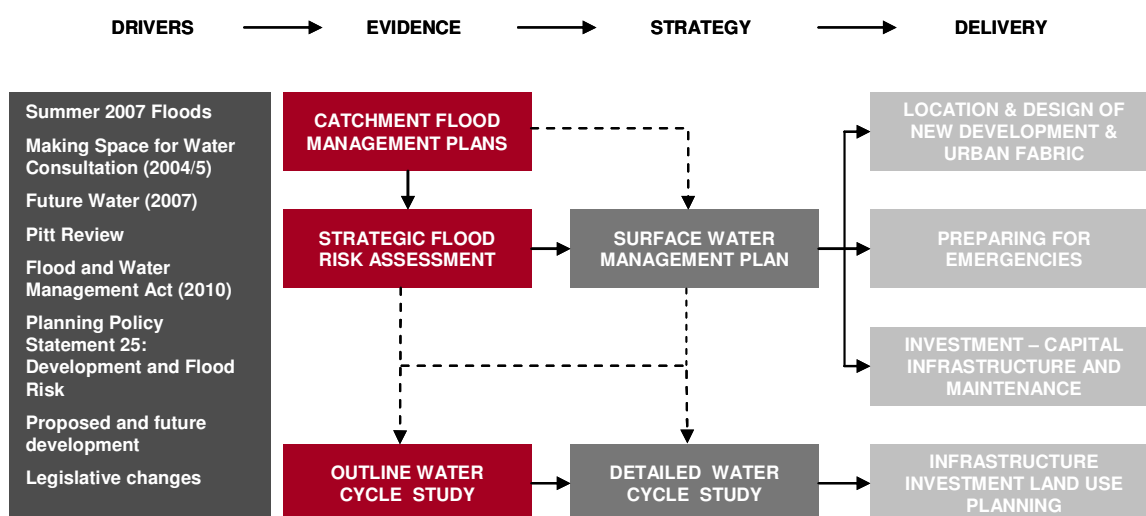 DRIVERS
EVIDENCE
STRATEGY
DELIVERY
Summer 2007 Floods
Making Space for Water
Consultation (2004/5)
Future Water (2007)
Pitt Review
Flood and Water
Management Act (2010)
Planning Policy
Statement 25:
Development and Flood
Risk
Proposed and future
development
Legislative changes
CATCHMENT FLOOD
MANAGEMENT PLANS
STRATEGIC FLOOD
RISK ASSESSMENT
OUTLINE WATER
CYCLE STUDY
SURFACE WATER
MANAGEMENT PLAN
DETAILED WATER
CYCLE STUDY
LOCATION & DESIGN OF
NEW DEVELOPMENT &
URBAN FABRIC
PREPARING FOR
EMERGENCIES
INVESTMENT – CAPITAL
INFRASTRUCTURE AND
MAINTENANCE
INFRASTRUCTURE
INVESTMENT LAND USE
PLANNING